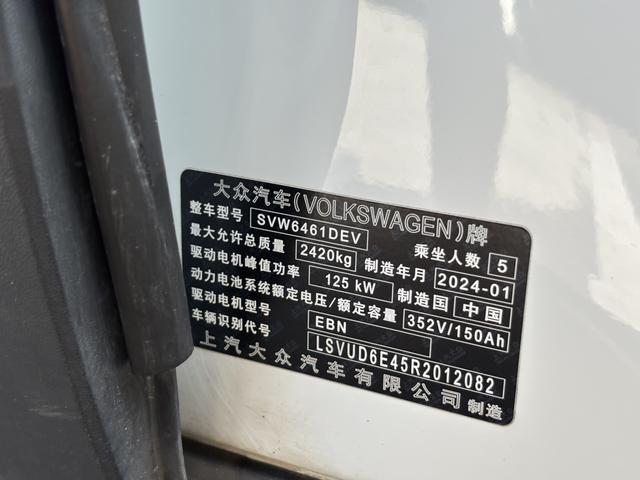 大众汽车(VOLKSWAGEN)牌
整车型号 SVW6461DEV 乘坐人数 5
最大允许总质量 2420kg 制造年月 2024-01
驱动电机峰值功率 125 kW 制造国 中国
动力电池系统额定电压/额定容量 352V/150Ah
驱动电机型号 EBN
车辆识别代号 LSVUD6E45R2012082
上汽大众汽车有限公司 制造